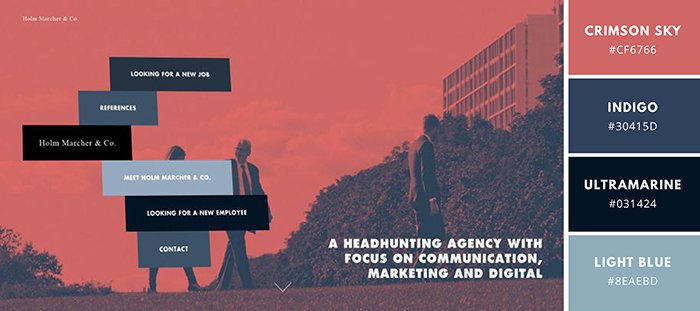 Holm Marcher & Co.
LOOKING FOR A NEW JOB
REFERENCES
Holm Marcher & Co.
MEET HOLM MARCHER & CO.
LOOKING FOR A NEW EMPLOYEE
CONTACT
A HEADHUNTING AGENCY WITH
FOCUS ON COMMUNICATION,
MARKETING AND DIGITAL
CRIMSON SKY
#CF6766
INDIGO
#30415D
ULTRAMARINE
#031424
LIGHT BLUE
#8EAEBD